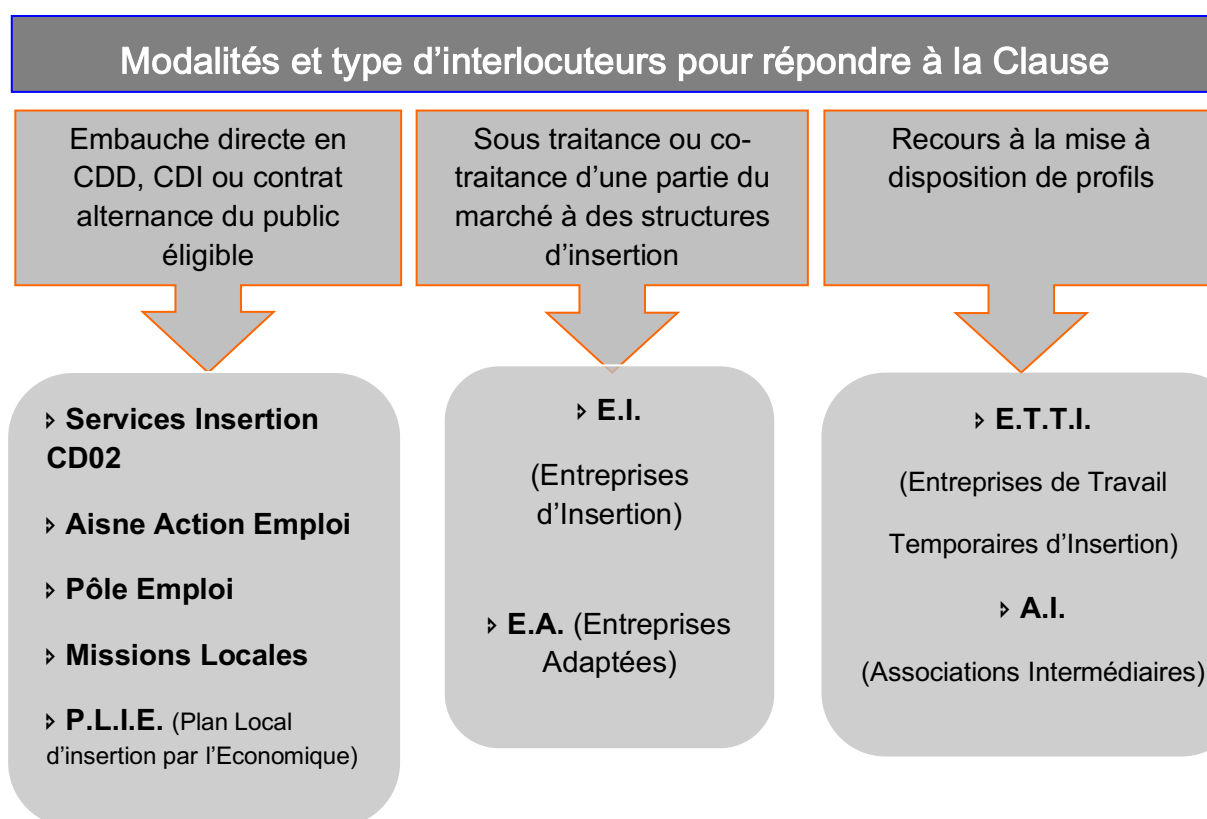 Modalités et type d’interlocuteurs pour répondre à la Clause
Embauche directe en
CDD, CDI ou contrat
alternance du public
éligible
Sous traitance ou co-
traitance d’une partie du
marché à des structures
d’insertion
Recours à la mise à
disposition de profils
▹ Services Insertion
CD02
▹ Aisne Action Emploi
▹ Pôle Emploi
▹ Missions Locales
▹ P.L.I.E. (Plan Local
d’insertion par l’Economique)
▹ E.I.
(Entreprises
d’Insertion)
▹ E.A. (Entreprises
Adaptées)
▹ E.T.T.I.
(Entreprises de Travail
Temporaires d’Insertion)
▹ A.I.
(Associations Intermédiaires)